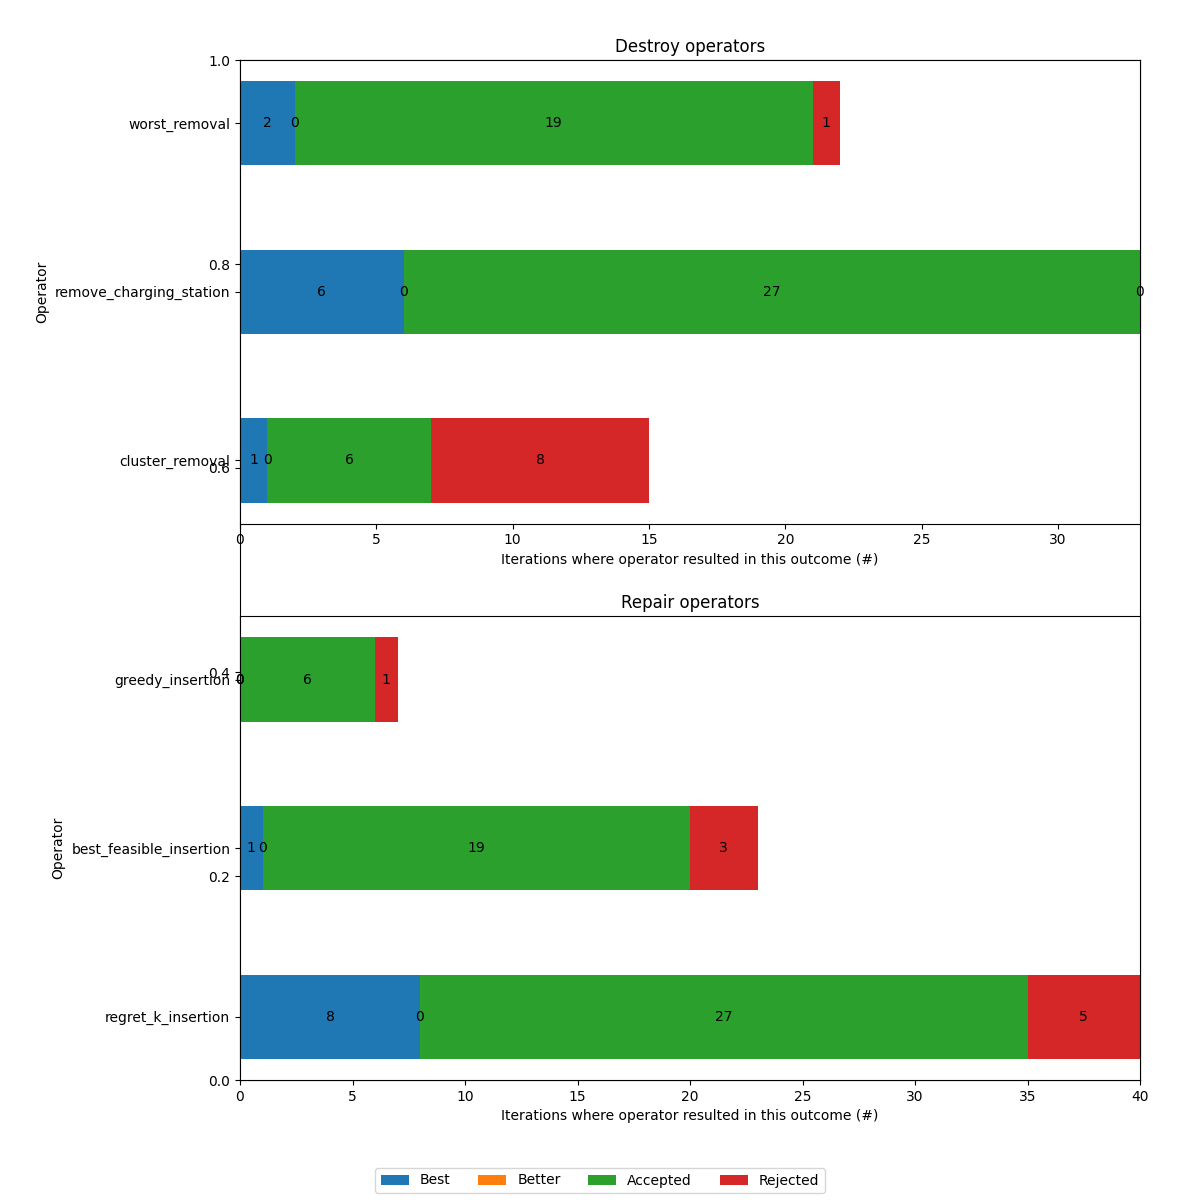 Destroy operators
1.0
worst_removal
2 0 19 1
0.8
Operator
remove_charging_station
6 0 27 0
cluster_removal
0.6
1 0 6 8
0 5 10 15 20 25 30
Iterations where operator resulted in this outcome (#)
Repair operators
0.4
greedy_insertion
0 0 6 1
Operator
best_feasible_insertion
1 0 19 3
0.2
regret_k_insertion
8 0 27 5
0.0
0 5 10 15 20 25 30 35 40
Iterations where operator resulted in this outcome (#)
Best Better Accepted Rejected